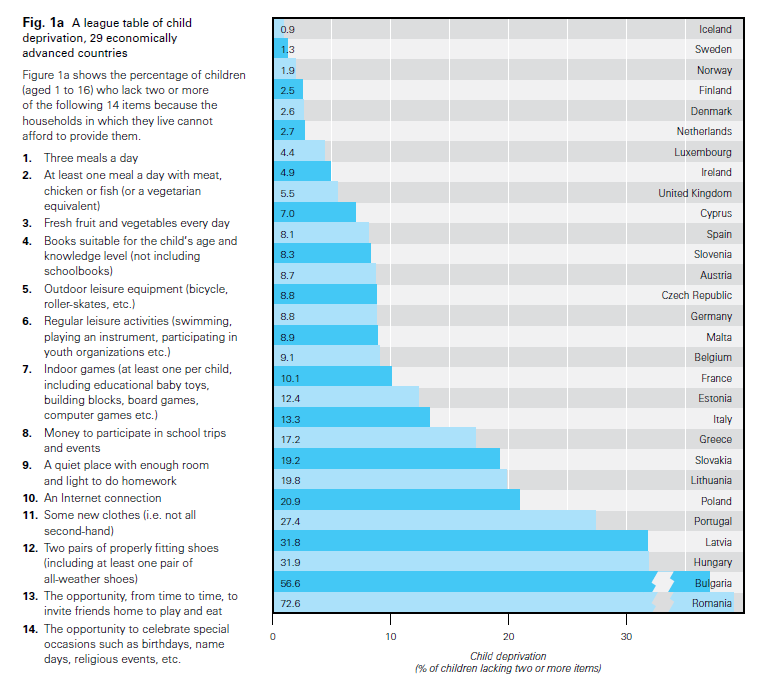 Fig. 1a A league table of child
deprivation, 29 economically
advanced countries
Figure 1a shows the percentage of children
(aged 1 to 16) who lack two or more
of the following 14 items because the
households in which they live cannot
afford to provide them.
1. Three meals a day
2. At least one meal a day with meat,
chicken or fish (or a vegetarian
equivalent)
3. Fresh fruit and vegetables every day
4. Books suitable for the child's age and
knowledge level (not including
schoolbooks)
5. Outdoor leisure equipment (bicycle,
roller-skates, etc.)
6. Regular leisure activities (swimming,
playing an instrument, participating in
youth organizations etc.)
7. Indoor games (at least one per child,
including educational baby toys,
building blocks, board games,
computer games etc.)
8. Money to participate in school trips
and events
9. A quiet place with enough room
and light to do homework
10. An Internet connection
11. Some new clothes (i.e. not all
second-hand)
12. Two pairs of properly fitting shoes
(including at least one pair of
all-weather shoes)
13. The opportunity, from time to time, to
invite friends home to play and eat
14. The opportunity to celebrate special
occasions such as birthdays, name
days, religious events, etc.
0.9 Iceland
1.3 Sweden
1.9 Norway
2.5 Finland
2.6 Denmark
2.7 Netherlands
4.4 Luxembourg
4.9 Ireland
5.5 United Kingdom
7.0 Cyprus
8.1 Spain
8.3 Slovenia
8.7 Austria
8.8 Czech Republic
8.8 Germany
8.9 Malta
9.1 Belgium
10.1 France
12.4 Estonia
13.3 Italy
17.2 Greece
19.2 Slovakia
19.8 Lithuania
20.9 Poland
27.4 Portugal
31.8 Latvia
31.9 Hungary
56.6 Bulgaria
72.6 Romania
0 10 20 30
Child deprivation
(% of children lacking two or more items)